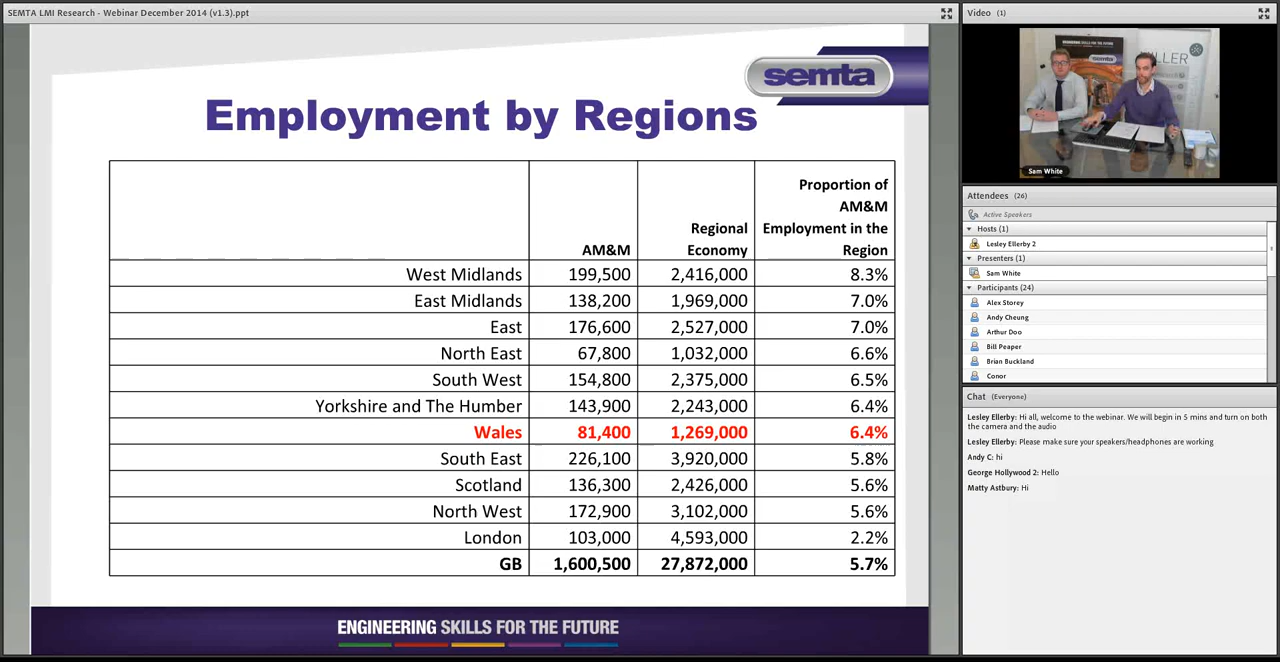 SEMTA LMI Research - Webinar December 2014 (v1.3).ppt
semta
Employment by Regions
AM&M
Regional
Economy
Proportion of
AM&M
Employment in the
Region
West Midlands 199,500 2,416,000 8.3%
East Midlands 138,200 1,969,000 7.0%
East 176,600 2,527,000 7.0%
North East 67,800 1,032,000 6.6%
South West 154,800 2,375,000 6.5%
Yorkshire and The Humber 143,900 2,243,000 6.4%
Wales 81,400 1,269,000 6.4%
South East 226,100 3,920,000 5.8%
Scotland 136,300 2,426,000 5.6%
North West 172,900 3,102,000 5.6%
London 103,000 4,593,000 2.2%
GB 1,600,500 27,872,000 5.7%
ENGINEERING SKILLS FOR THE FUTURE
Video (1)
ENGINEERING SKILLS FOR THE FUTURE
semta
Sam White
Attendees (26)
Active Speakers
Hosts (1)
Lesley Ellerby 2
Presenters (1)
Sam White
Participants (24)
Alex Storey
Andy Cheung
Arthur Doo
Bill Peaper
Brian Buckland
Conor
Chat (Everyone)
Lesley Ellerby: Hi all, welcome to the webinar. We will begin in 5 mins and turn on both
the camera and the audio
Lesley Ellerby: Please make sure your speakers/headphones are working
Andy C: hi
George Hollywood 2: Hello
Matty Astbury: Hi